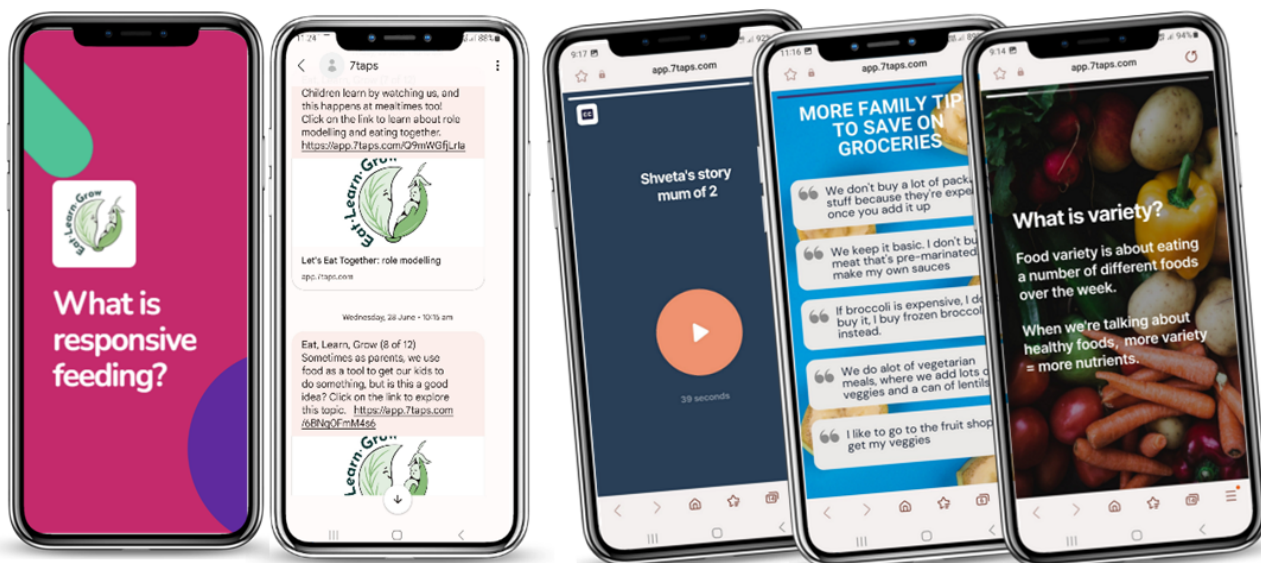 Eat·Learn·Grow
What is
responsive
feeding?
11:24
88%
7taps
Eat, Learn, Grow (7 of 12)
Children learn by watching us, and
this happens at mealtimes too!
Click on the link to learn about role
modelling and eating together.
https://app.7taps.com/Q9mWGfjLrla
Eat·Learn·Grow
Let's Eat Together: role modelling
app.7taps.com
Wednesday, 28 June • 10:15 am
Eat, Learn, Grow (8 of 12)
Sometimes as parents, we use
food as a tool to get our kids to
do something, but is this a good
idea? Click on the link to explore
this topic. https://app.7taps.com
/6BNq0FmM4s6
9:17
92%
app.7taps.com
CC
Shveta's story
mum of 2
39 seconds
11:16
app.7taps.com
MORE FAMILY TIP
TO SAVE ON
GROCERIES
We don't buy a lot of pack
stuff because they're expe
once you add it up
We keep it basic. I don't bu
meat that's pre-marinated
make my own sauces
If broccoli is expensive, I do
buy it, I buy frozen broccol
instead.
We do alot of vegetarian
meals, where we add lots o
veggies and a can of lentils
I like to go to the fruit shop
get my veggies
9:14
94%
app.7taps.com
What is variety?
Food variety is about eating
a number of different foods
over the week.
When we're talking about
healthy foods, more variety
= more nutrients.